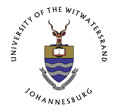 UNIVERSITY OF THE WITWATERSRAND
JOHANNESBURG